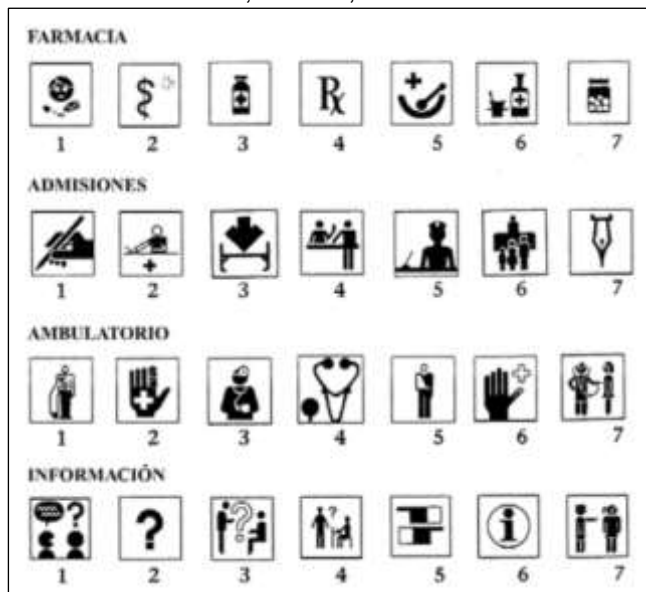 FARMACIA
Rx
1 2 3 4 5 6 7
ADMISIONES
1 2 3 4 5 6 7
AMBULATORIO
1 2 3 4 5 6 7
INFORMACIÓN
? ? ? ? i
1 2 3 4 5 6 7